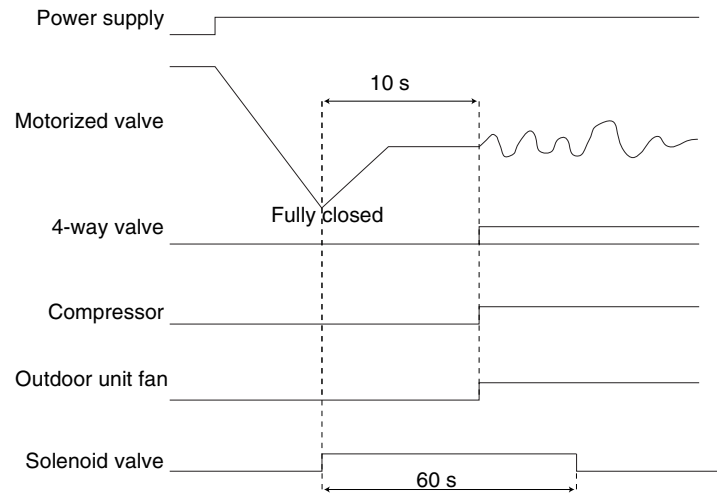 Power supply
10 s
Motorized valve
Fully closed
4-way valve
Compressor
Outdoor unit fan
Solenoid valve
60 s